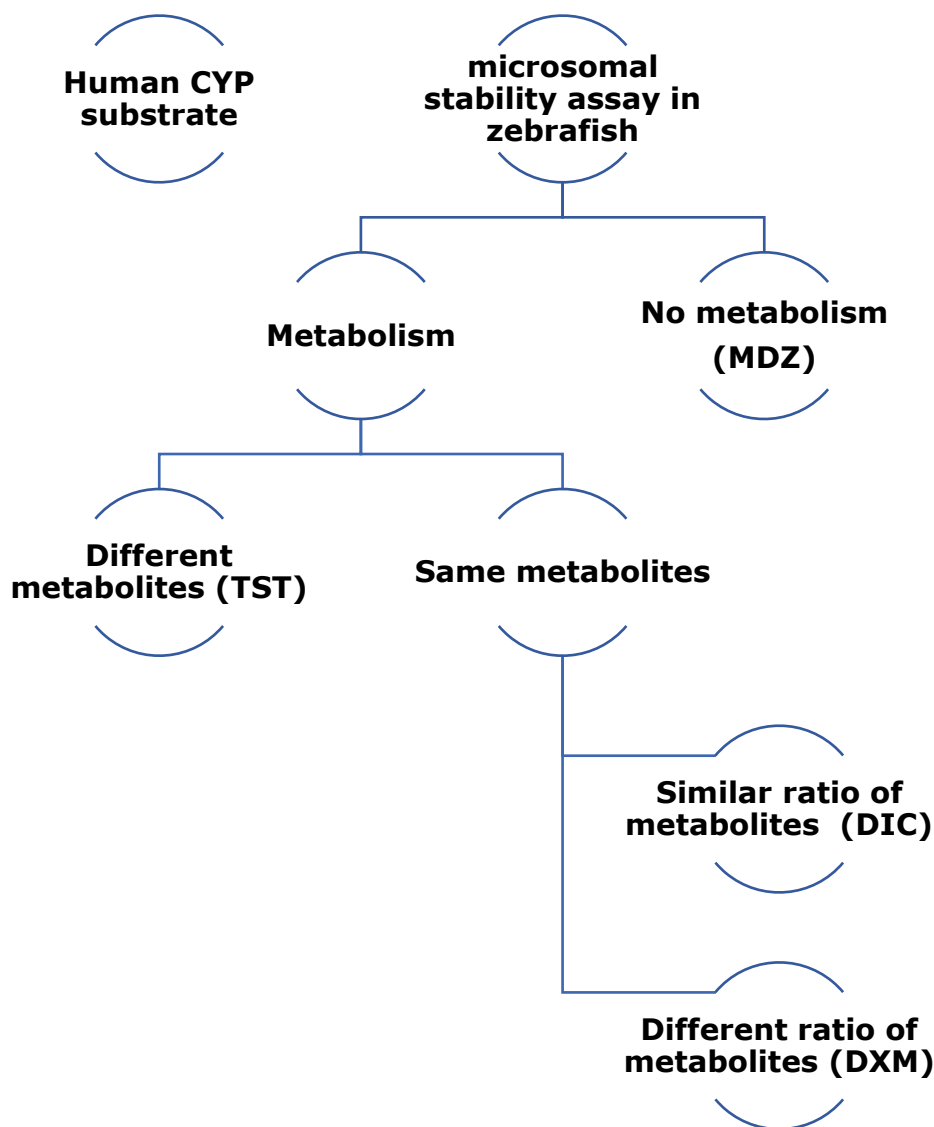 Human CYP
substrate
microsomal
stability assay in
zebrafish
Metabolism
No metabolism
(MDZ)
Different
metabolites (TST)
Same metabolites
Similar ratio of
metabolites (DIC)
Different ratio of
metabolites (DXM)